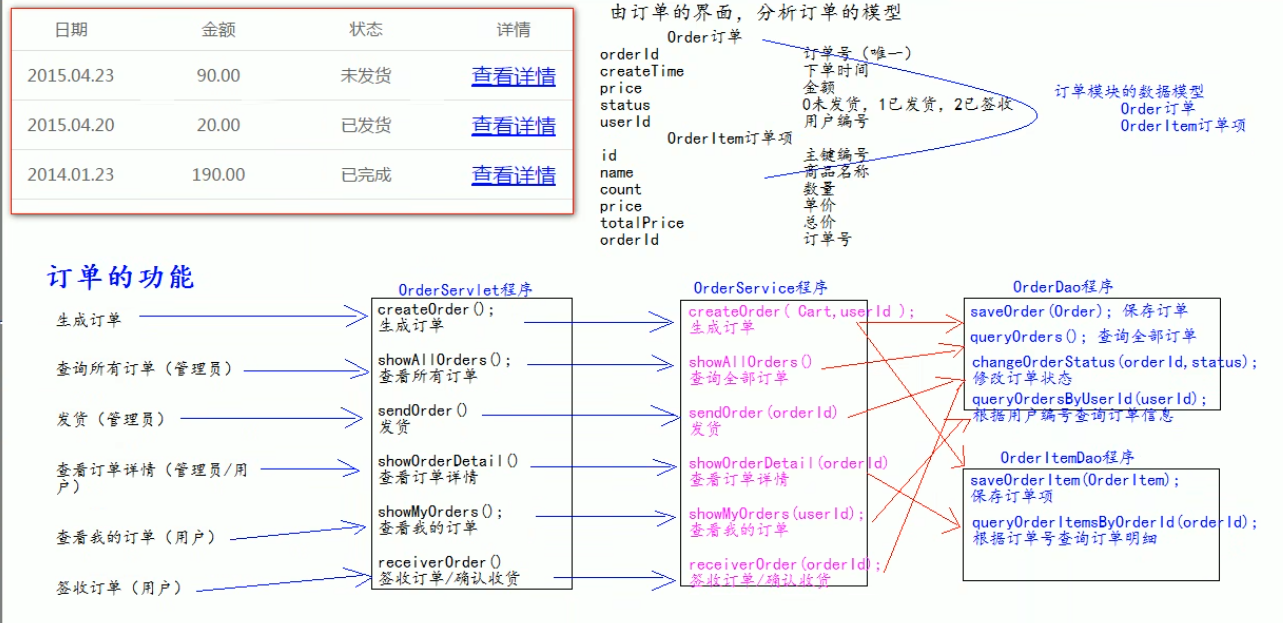 日期 金额 状态 详情
2015.04.23 90.00 未发货 查看详情
2015.04.20 20.00 已发货 查看详情
2014.01.23 190.00 已完成 查看详情
由订单的界面，分析订单的模型
Order订单
orderId 订单号（唯一）
createTime 下单时间
price 金额
status 0未发货，1已发货，2已签收
userId 用户编号
OrderItem订单项
id 主键编号
name 商品名称
count 数量
price 单价
totalPrice 总价
orderId 订单号
订单模块的数据模型
Order订单
OrderItem订单项
订单的功能
生成订单
查询所有订单（管理员）
发货（管理员）
查看订单详情（管理员/用
户）
查看我的订单（用户）
签收订单（用户）
OrderServlet程序
createOrder();
生成订单
showAllOrders();
查看所有订单
sendOrder()
发货
showOrderDetail()
查看订单详情
showMyOrders();
查看我的订单
receiverOrder()
签收订单/确认收货
OrderService程序
createOrder( Cart,userId );
生成订单
showAllOrders()
查询全部订单
sendOrder(orderId)
发货
showOrderDetail(orderId)
查看订单详情
showMyOrders(userId);
查看我的订单
receiverOrder(orderId);
签收订单/确认收货
OrderDao程序
saveOrder(Order); 保存订单
queryOrders(); 查询全部订单
changeOrderStatus(orderId,status);
修改订单状态
queryOrdersByUserId(userId);
根据用户编号查询订单信息
OrderItemDao程序
saveOrderItem(OrderItem);
保存订单项
queryOrderItemsByOrderId(orderId);
根据订单号查询订单明细